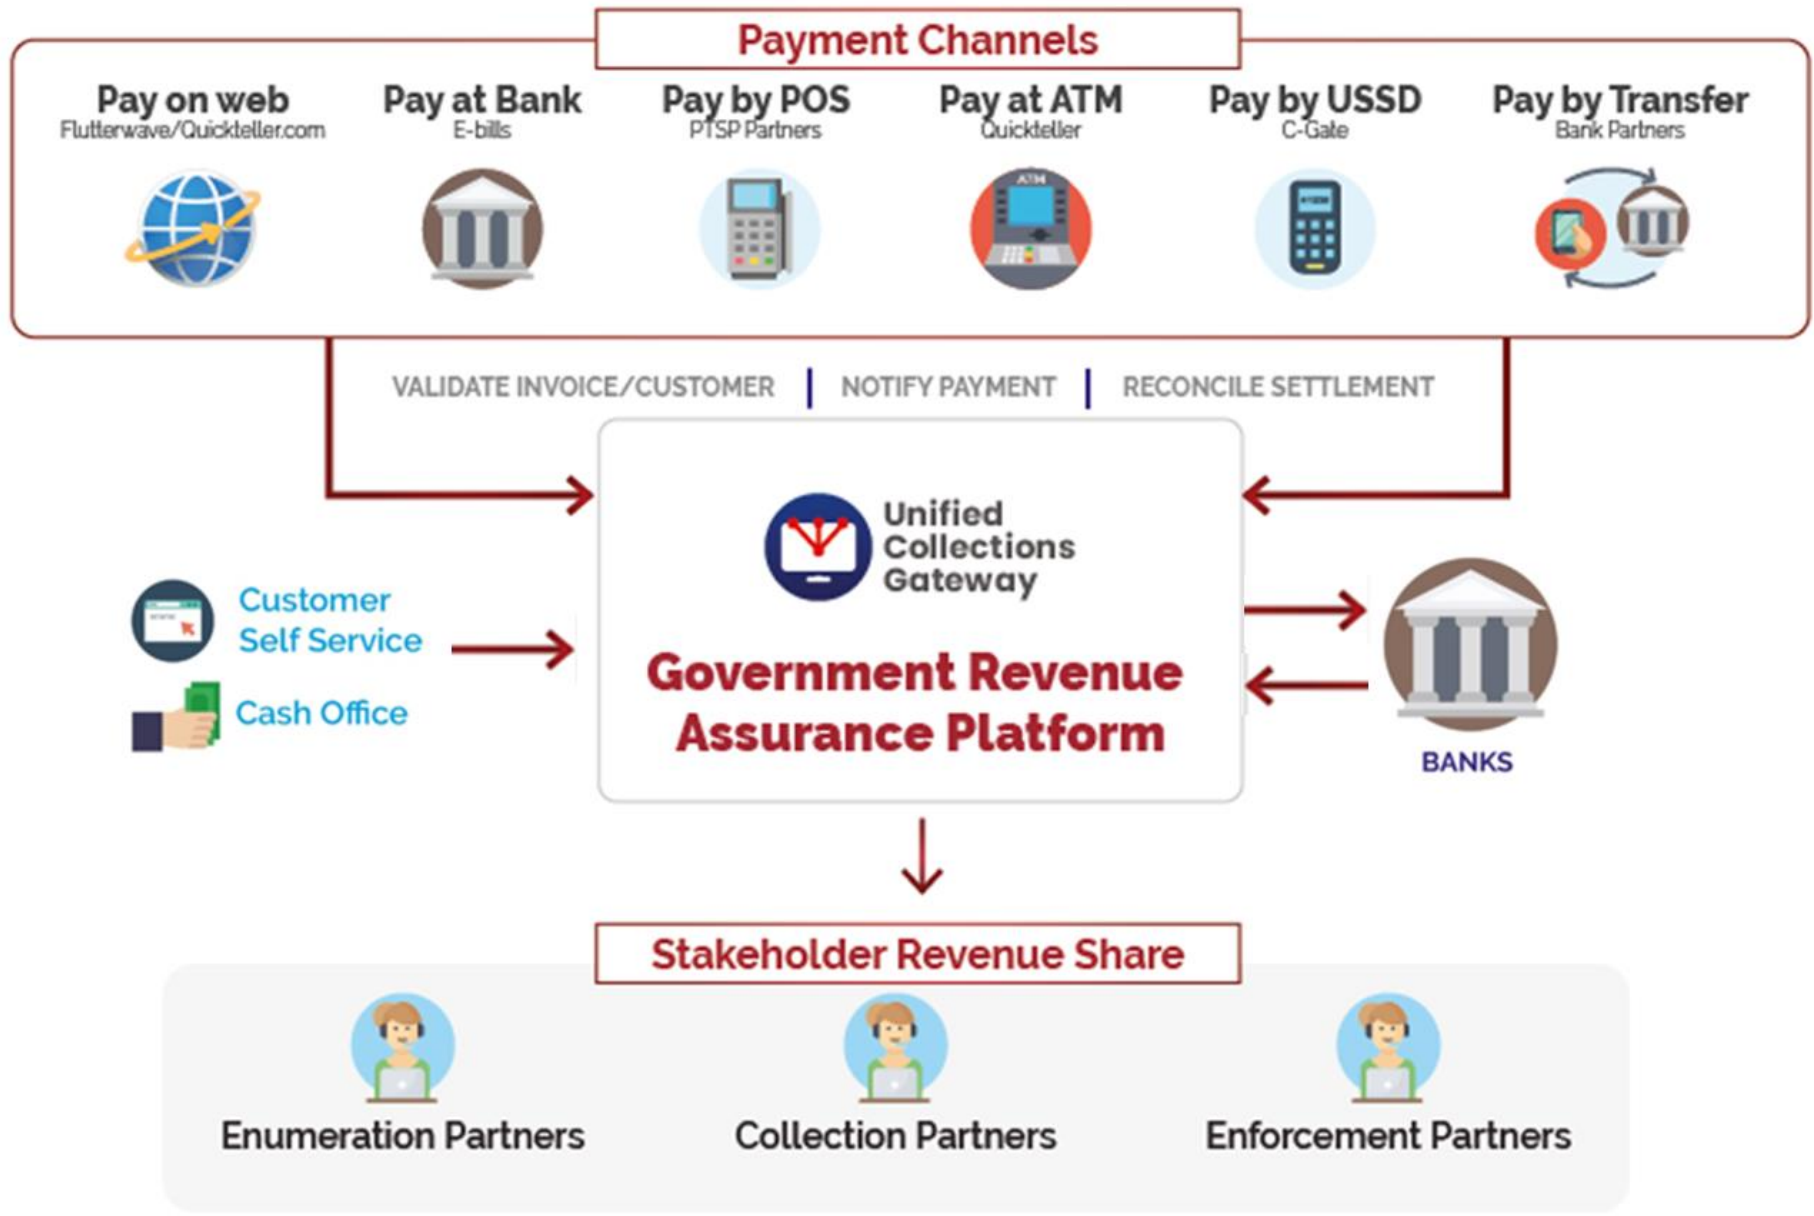 Payment Channels
Pay on web
Flutterwave/Quickteller.com
Pay at Bank
E-bills
Pay by POS
PTSP Partners
Pay at ATM
Quickteller
Pay by USSD
C-Gate
Pay by Transfer
Bank Partners
ATM
VALIDATE INVOICE/CUSTOMER | NOTIFY PAYMENT | RECONCILE SETTLEMENT
Unified
Collections
Gateway
Government Revenue
Assurance Platform
Customer
Self Service
Cash Office
BANKS
Stakeholder Revenue Share
Enumeration Partners
Collection Partners
Enforcement Partners